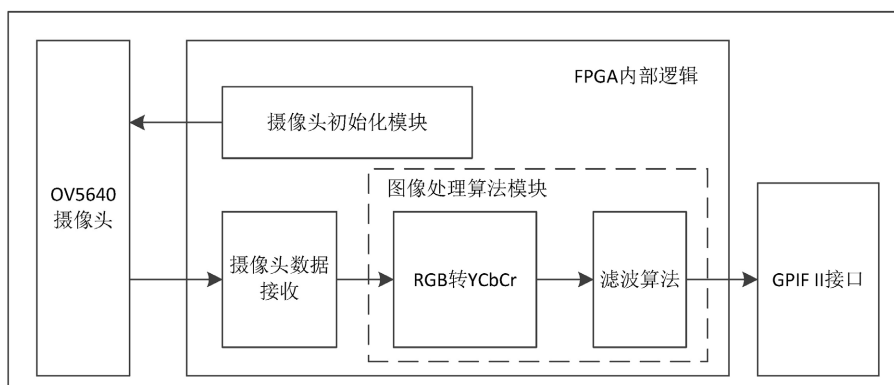 FPGA内部逻辑
摄像头初始化模块
OV5640
摄像头
图像处理算法模块
摄像头数据
接收
RGB转YCbCr
滤波算法
GPIF II接口